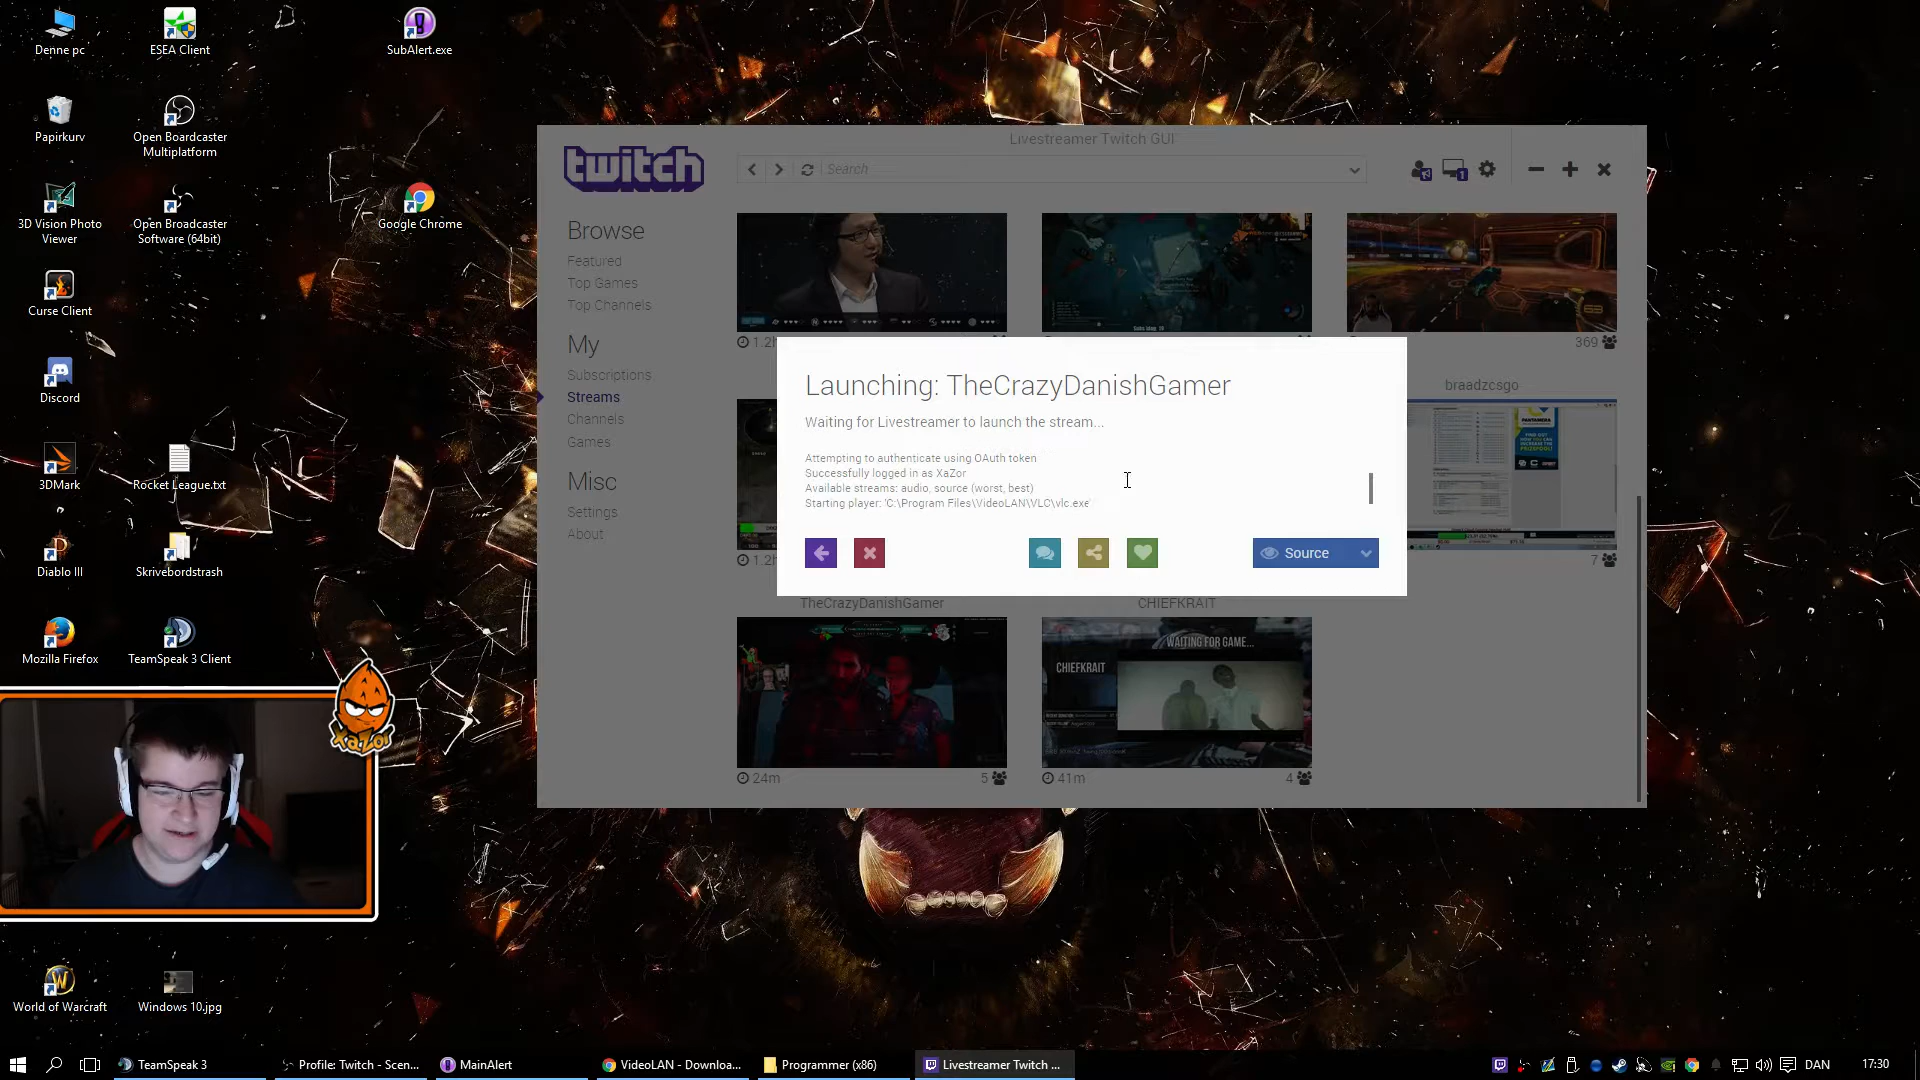 Denne pc
ESEA Client
SubAlert.exe
Papirkurv
Open Boardcaster
Multiplatform
3D Vision Photo
Viewer
Open Broadcaster
Software (64bit)
Google Chrome
Curse Client
Discord
3DMark
Rocket League.txt
Diablo III
Skrivebordstrash
Mozilla Firefox
TeamSpeak 3 Client
XaZor
World of Warcraft
Windows 10.jpg
Livestreamer Twitch GUI
twitch
Search
1
Browse
Featured
Top Games
Top Channels
My
Subscriptions
Streams
Channels
Games
Misc
Settings
About
369
braadzcsgo
7
Launching: TheCrazyDanishGamer
Waiting for Livestreamer to launch the stream...
Attempting to authenticate using OAuth token
Successfully logged in as XaZor
Available streams: audio, source (worst, best)
Starting player: 'C:\Program Files\VideoLAN\VLC\vlc.exe'
Source
TheCrazyDanishGamer
CHIEFKRAIT
WAITING FOR GAME...
CHIEFKRAIT
24m
5
41m
4
TeamSpeak 3
Profile: Twitch - Scen...
MainAlert
VideoLAN - Downloa...
Programmer (x86)
Livestreamer Twitch ...
DAN
17:30